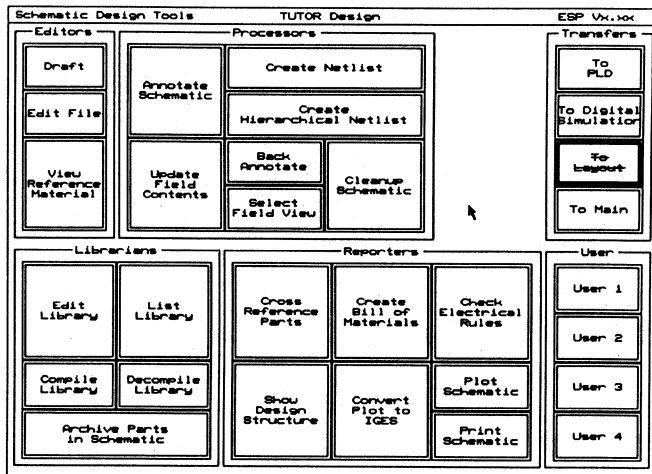 Schematic Design Tools TUTOR Design ESP Vx.xx
Editors
Draft
Edit File
View
Reference
Material
Processors
Annotate
Schematic
Create Netlist
Create
Hierarchical Netlist
Update
Field
Contents
Back
Annotate
Select
Field View
Cleanup
Schematic
Transfers
To
PLD
To Digital
Simulation
To
Layout
To Main
Librarians
Edit
Library
List
Library
Compile
Library
Decompile
Library
Archive Parts
in Schematic
Reporters
Cross
Reference
Parts
Create
Bill of
Materials
Check
Electrical
Rules
Show
Design
Structure
Convert
Plot to
IGES
Plot
Schematic
Print
Schematic
User
User 1
User 2
User 3
User 4